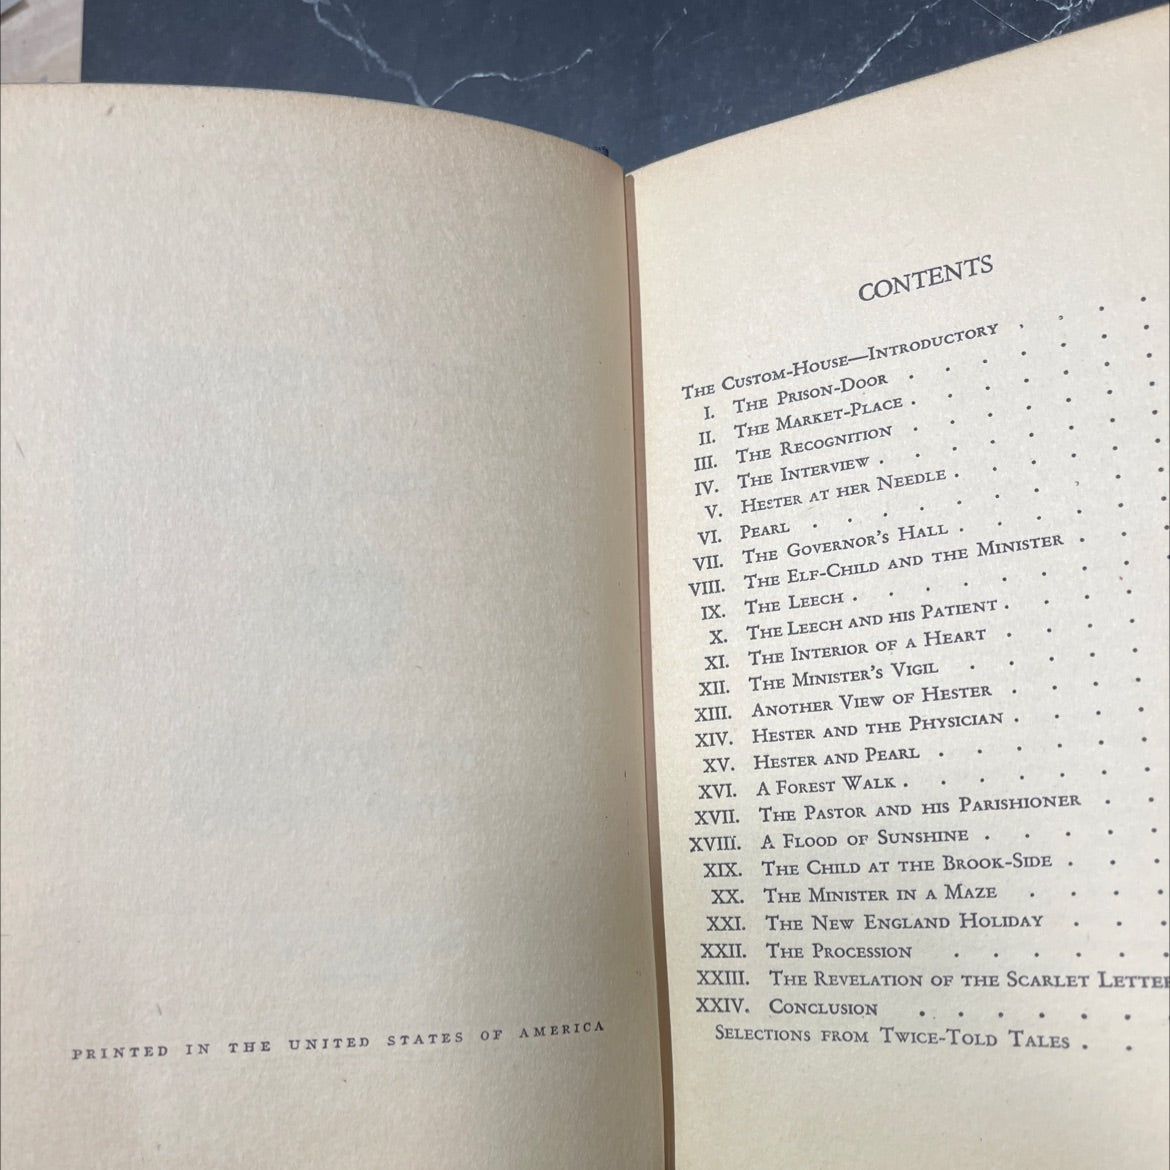 PRINTED IN THE UNITED STATES OF AMERICA
CONTENTS
THE CUSTOM-HOUSE—INTRODUCTORY
I. THE PRISON-DOOR
II. THE MARKET-PLACE
III. THE RECOGNITION
IV. THE INTERVIEW
V. HESTER AT HER NEEDLE
VI. PEARL
VII. THE GOVERNOR'S HALL
VIII. THE ELF-CHILD AND THE MINISTER
IX. THE LEECH
X. THE LEECH AND HIS PATIENT
XI. THE INTERIOR OF A HEART
XII. THE MINISTER'S VIGIL
XIII. ANOTHER VIEW OF HESTER
XIV. HESTER AND THE PHYSICIAN
XV. HESTER AND PEARL
XVI. A FOREST WALK
XVII. THE PASTOR AND HIS PARISHIONER
XVIII. A FLOOD OF SUNSHINE
XIX. THE CHILD AT THE BROOK-SIDE
XX. THE MINISTER IN A MAZE
XXI. THE NEW ENGLAND HOLIDAY
XXII. THE PROCESSION
XXIII. THE REVELATION OF THE SCARLET LETTER
XXIV. CONCLUSION
SELECTIONS FROM TWICE-TOLD TALES